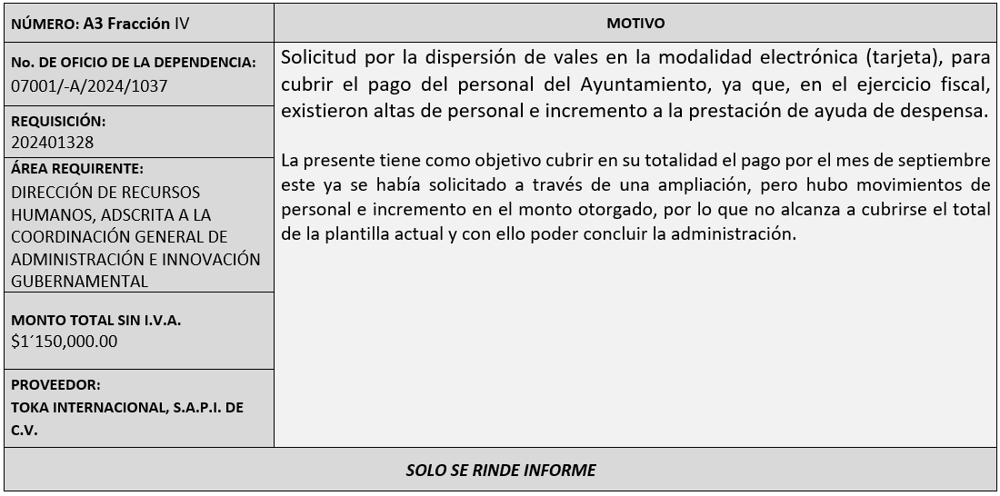 NÚMERO: A3 Fracción IV
MOTIVO
No. DE OFICIO DE LA DEPENDENCIA:
07001/-A/2024/1037
REQUISICIÓN:
202401328
ÁREA REQUIRENTE:
DIRECCIÓN DE RECURSOS
HUMANOS, ADSCRITA A LA
COORDINACIÓN GENERAL DE
ADMINISTRACIÓN E INNOVACIÓN
GUBERNAMENTAL
MONTO TOTAL SIN I.V.A.
$1´150,000.00
PROVEEDOR:
TOKA INTERNACIONAL, S.A.P.I. DE
C.V.
Solicitud por la dispersión de vales en la modalidad electrónica (tarjeta), para
cubrir el pago del personal del Ayuntamiento, ya que, en el ejercicio fiscal,
existieron altas de personal e incremento a la prestación de ayuda de despensa.
La presente tiene como objetivo cubrir en su totalidad el pago por el mes de septiembre
este ya se había solicitado a través de una ampliación, pero hubo movimientos de
personal e incremento en el monto otorgado, por lo que no alcanza a cubrirse el total
de la plantilla actual y con ello poder concluir la administración.
SOLO SE RINDE INFORME